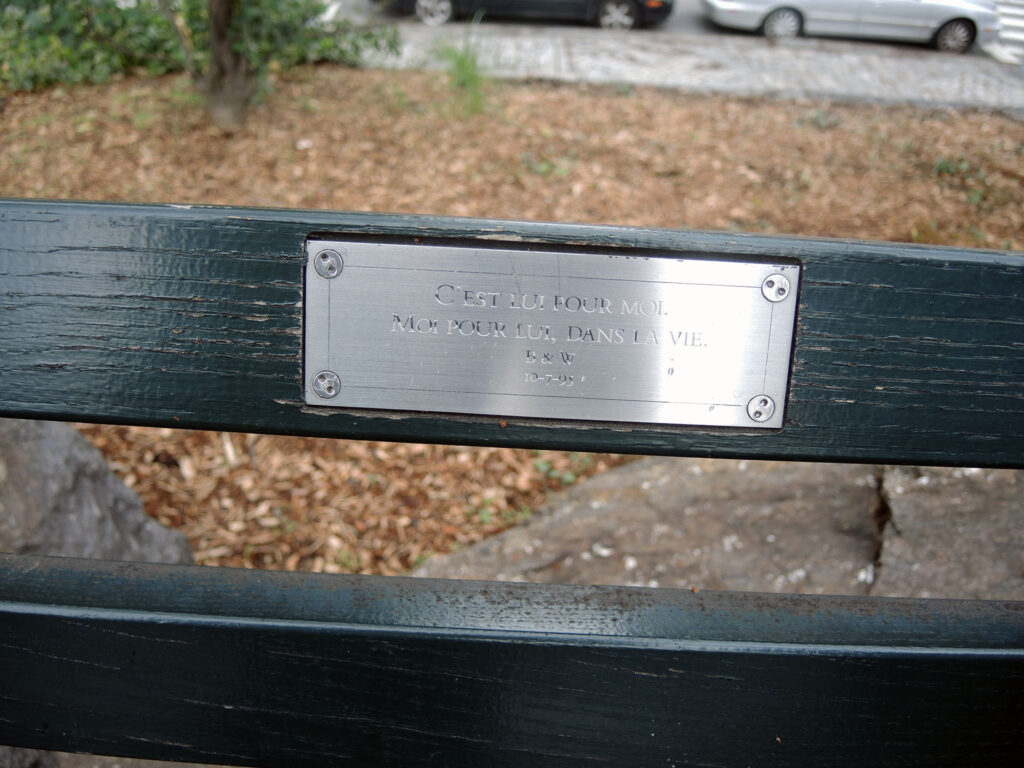 C'EST LUI POUR MOI.
MOI POUR LUI, DANS LA VIE.
B & W
10-7-95